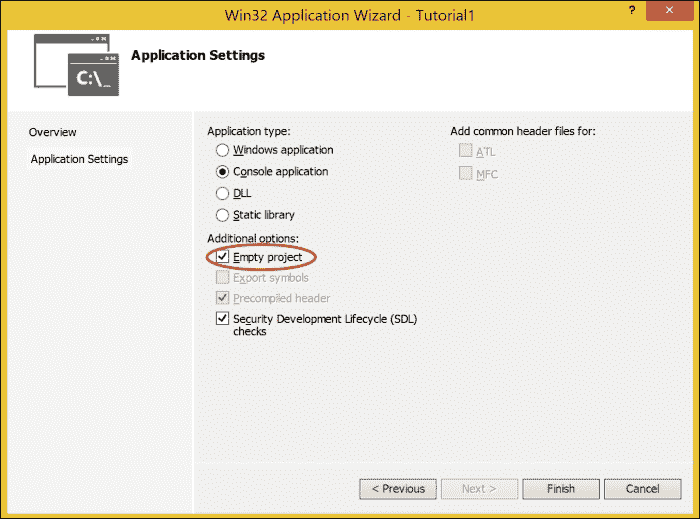 Win32 Application Wizard - Tutorial1
? ×
C:\_
Application Settings
Overview
Application Settings
Application type:
Windows application
Console application
DLL
Static library
Additional options:
Empty project
Export symbols
Precompiled header
Security Development Lifecycle (SDL)
checks
Add common header files for:
ATL
MFC
< Previous
Next >
Finish
Cancel